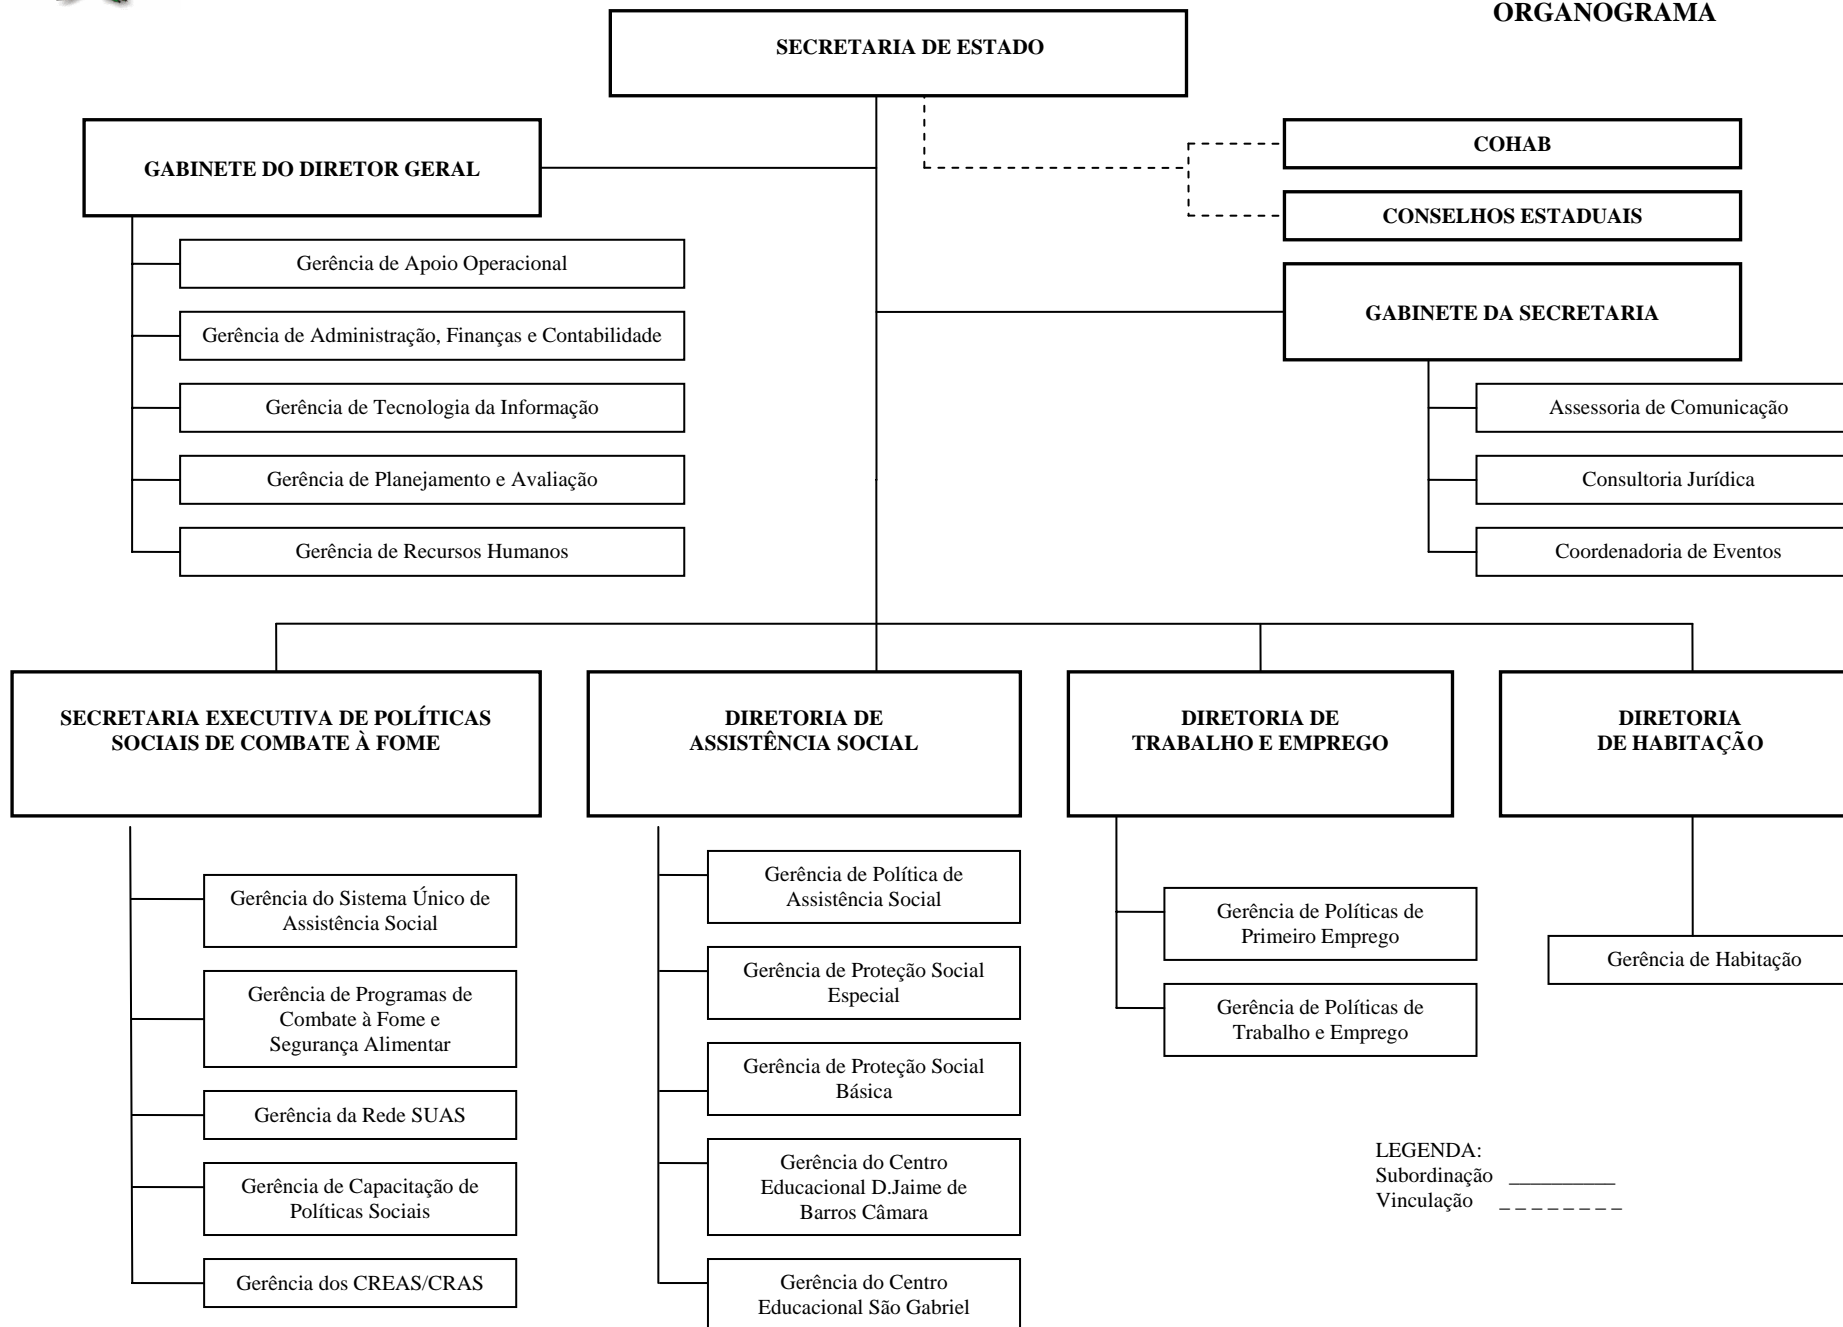 ORGANOGRAMA
SECRETARIA DE ESTADO
GABINETE DO DIRETOR GERAL
COHAB
CONSELHOS ESTADUAIS
Gerência de Apoio Operacional
Gerência de Administração, Finanças e Contabilidade
Gerência de Tecnologia da Informação
Gerência de Planejamento e Avaliação
Gerência de Recursos Humanos
GABINETE DA SECRETARIA
Assessoria de Comunicação
Consultoria Jurídica
Coordenadoria de Eventos
SECRETARIA EXECUTIVA DE POLÍTICAS
SOCIAIS DE COMBATE À FOME
Gerência do Sistema Único de
Assistência Social
Gerência de Programas de
Combate à Fome e
Segurança Alimentar
Gerência da Rede SUAS
Gerência de Capacitação de
Políticas Sociais
Gerência dos CREAS/CRAS
DIRETORIA DE
ASSISTÊNCIA SOCIAL
Gerência de Política de
Assistência Social
Gerência de Proteção Social
Especial
Gerência de Proteção Social
Básica
Gerência do Centro
Educacional D.Jaime de
Barros Câmara
Gerência do Centro
Educacional São Gabriel
DIRETORIA DE
TRABALHO E EMPREGO
Gerência de Políticas de
Primeiro Emprego
Gerência de Políticas de
Trabalho e Emprego
DIRETORIA
DE HABITAÇÃO
Gerência de Habitação
LEGENDA:
Subordinação __________
Vinculação _ _ _ _ _ _ _ _